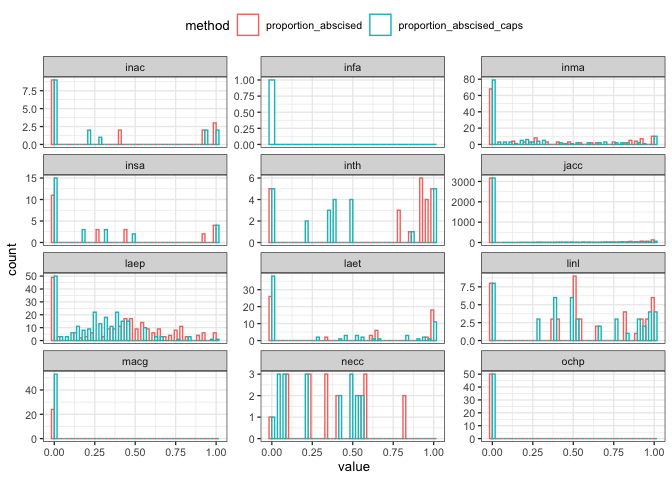 method proportion_abscised proportion_abscised_caps
inac infa inma
7.5 5.0 2.5 0.0
1.00 0.75 0.50 0.25 0.00
80 60 40 20 0
insa inth jacc
15 10 5 0
6 4 2 0
3000 2000 1000 0
laep laet linl
50 40 30 20 10 0
30 20 10 0
7.5 5.0 2.5 0.0
macg necc ochp
40 20 0
3 2 1 0
50 40 30 20 10 0
0.00 0.25 0.50 0.75 1.00 0.00 0.25 0.50 0.75 1.00 0.00 0.25 0.50 0.75 1.00
count
value